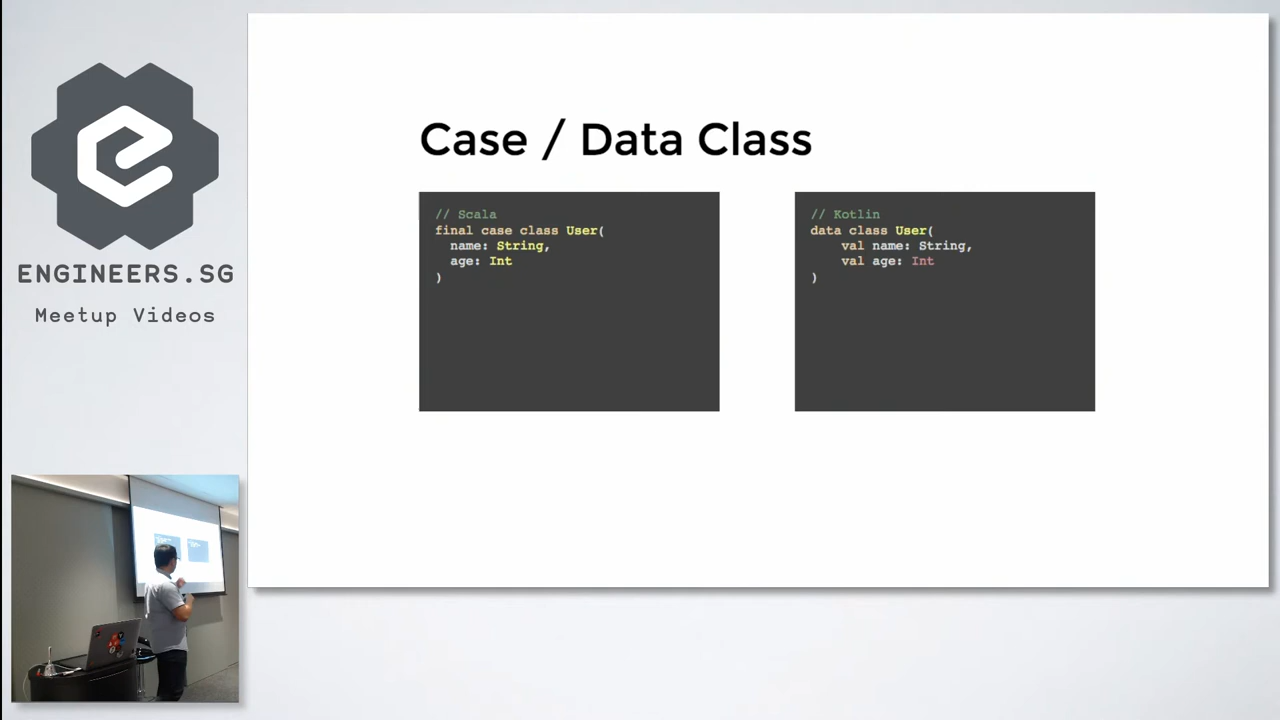 ENGINEERS.SG
Meetup Videos
Case / Data Class
// Scala
final case class User(
  name: String,
  age: Int
)
// Kotlin
data class User(
    val name: String,
    val age: Int
)